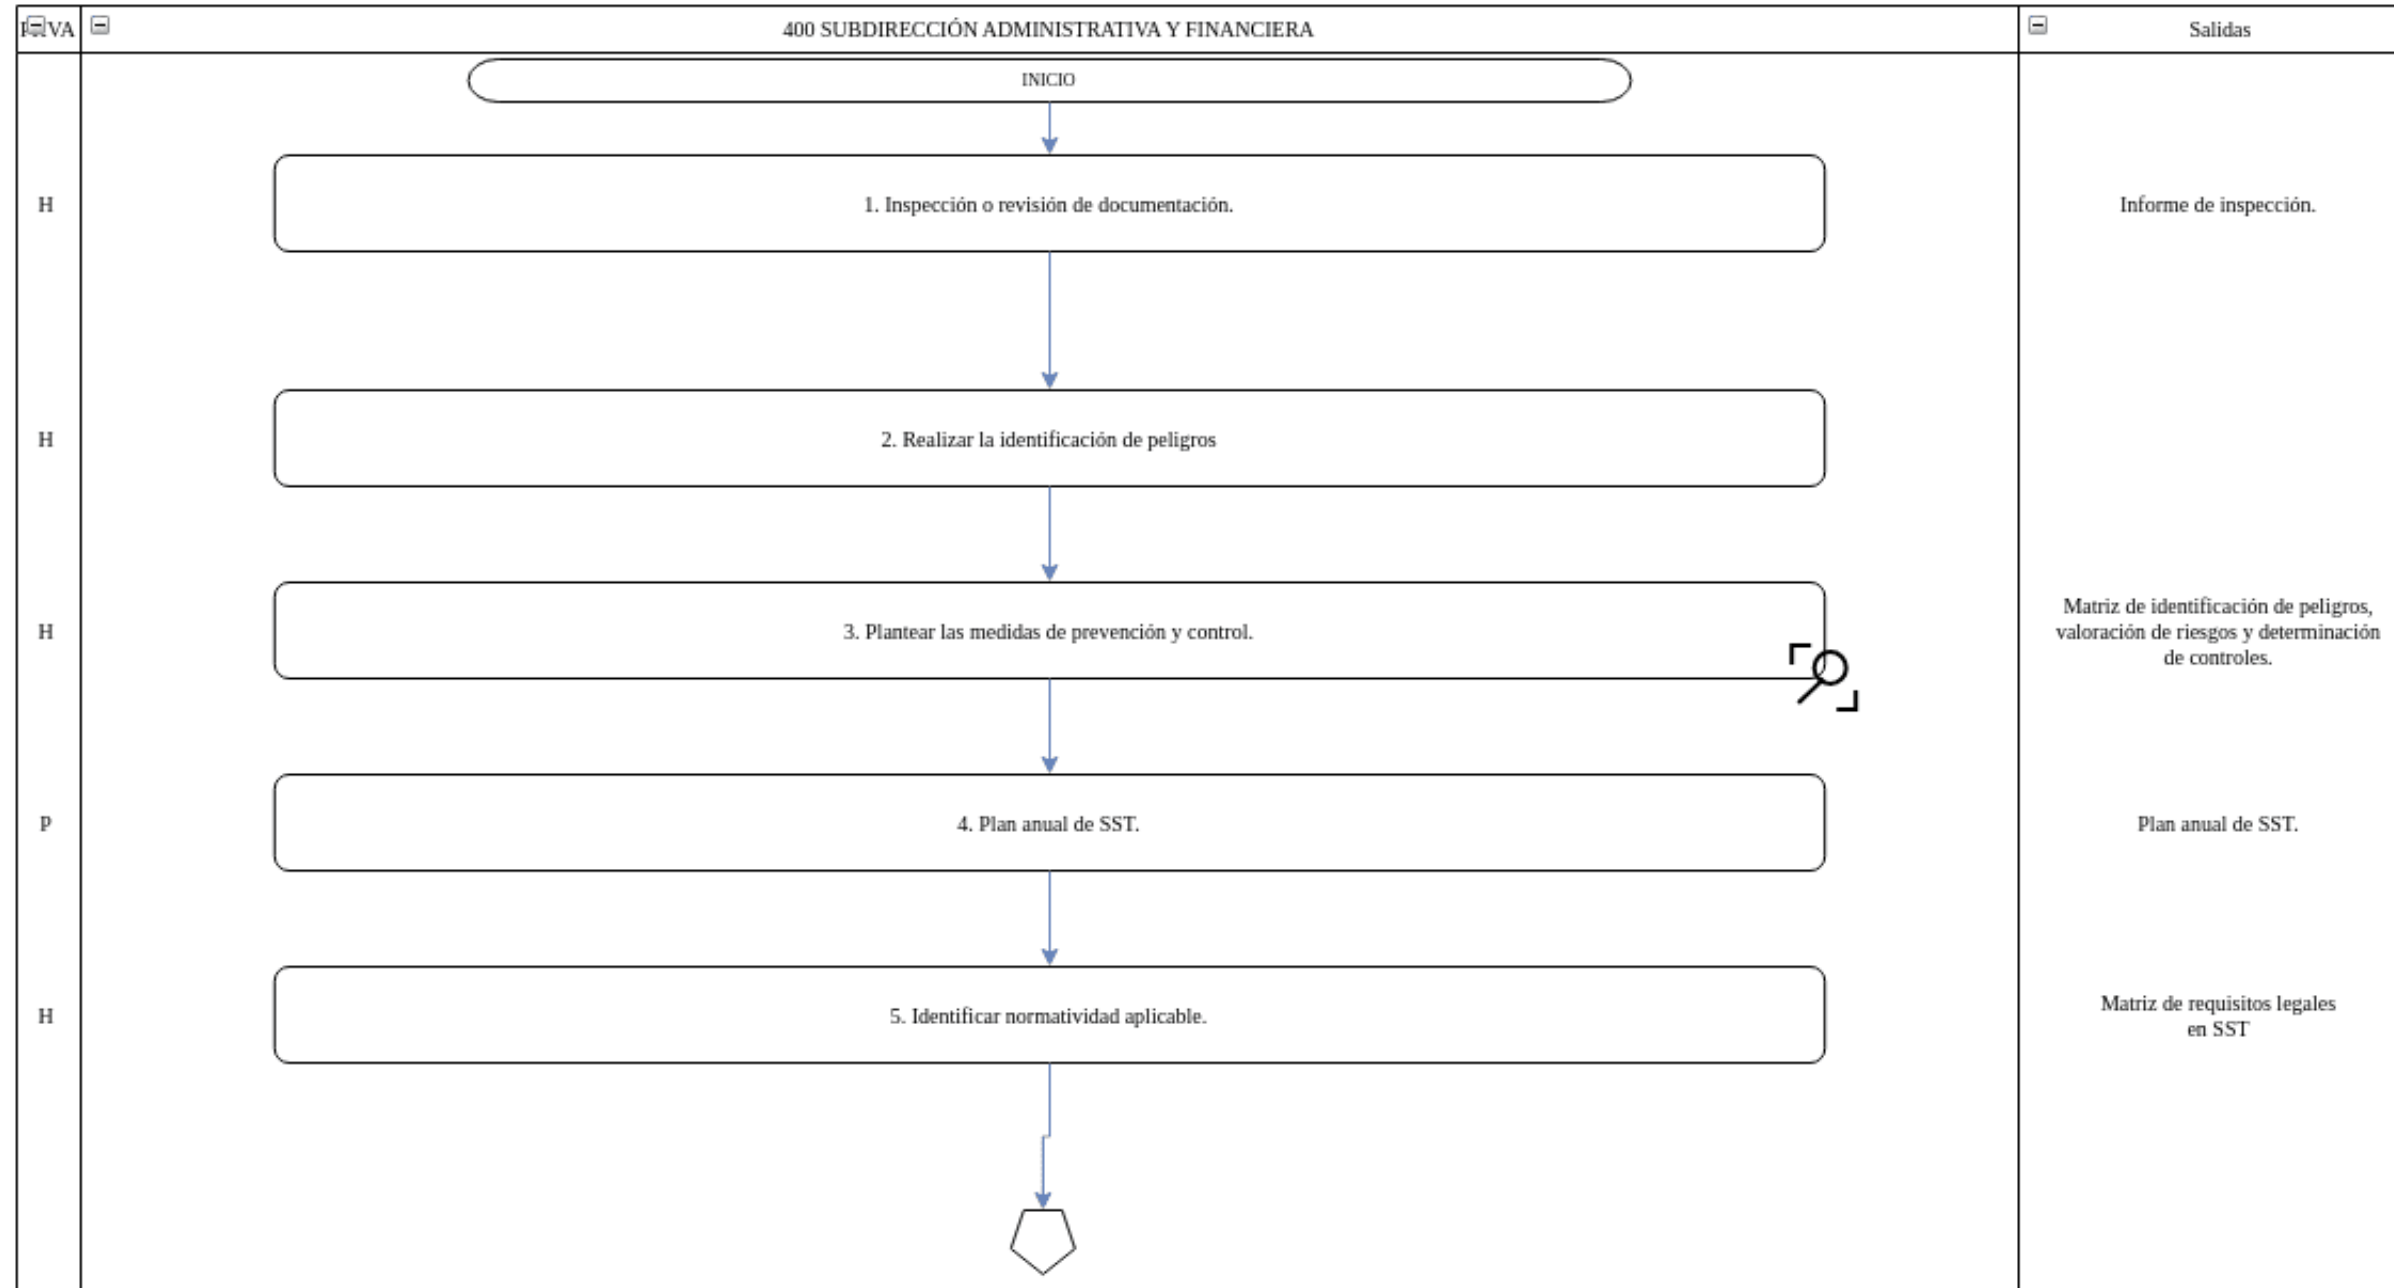 400 SUBDIRECCIÓN ADMINISTRATIVA Y FINANCIERA
Salidas
INICIO
H
1. Inspección o revisión de documentación.
Informe de inspección.
H
2. Realizar la identificación de peligros
H
3. Plantear las medidas de prevención y control.
Matriz de identificación de peligros,
valoración de riesgos y determinación
de controles.
P
4. Plan anual de SST.
Plan anual de SST.
H
5. Identificar normatividad aplicable.
Matriz de requisitos legales
en SST